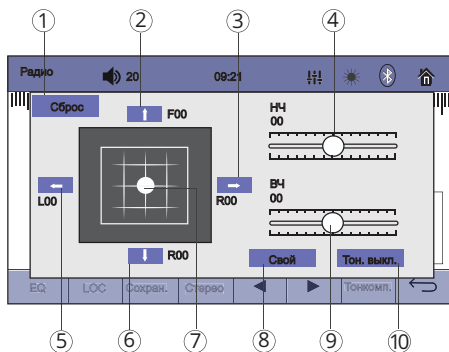 1 2 3 4
Радио 20 09:21
Сброс
F00
НЧ
00
L00
R00
ВЧ
00
R00
Свой Тон. выкл.
EQ LOC Сохран. Стерео Тонкомп.
5 6 7 8 9 10